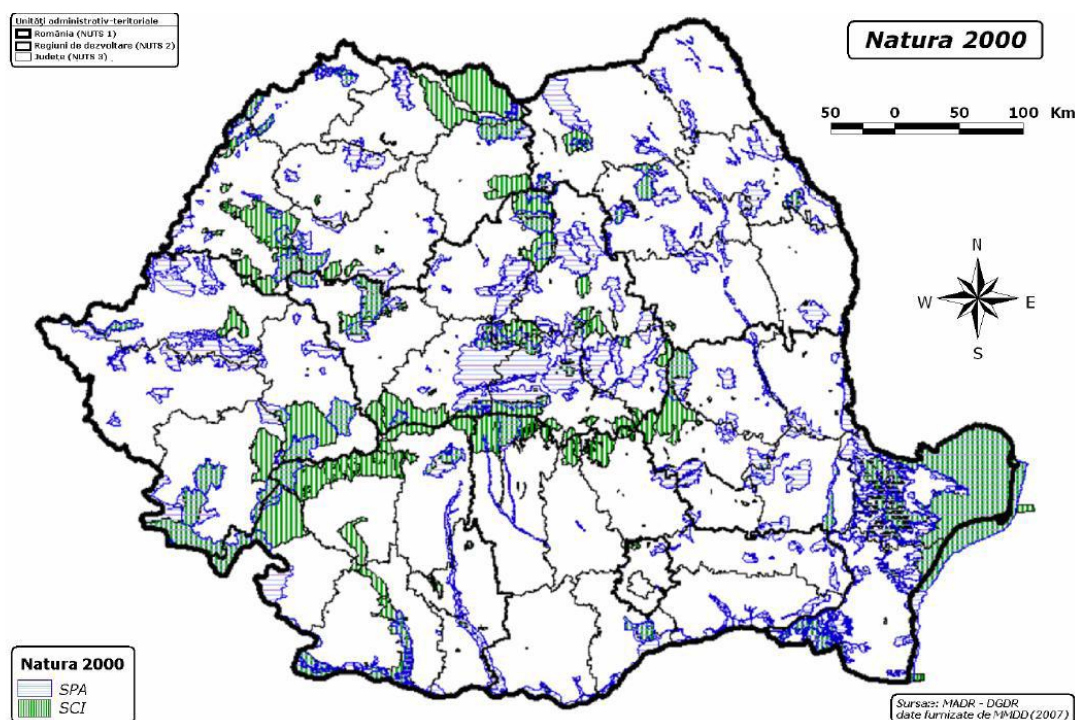 Unităţi administrativ-teritoriale
România (NUTS 1)
Regiuni de dezvoltare (NUTS 2)
Judeţe (NUTS 3)
Natura 2000
50 0 50 100 Km
N
W E
S
Natura 2000
SPA
SCI
Sursa: MADR - DGDR
date furnizate de MMDD (2007)